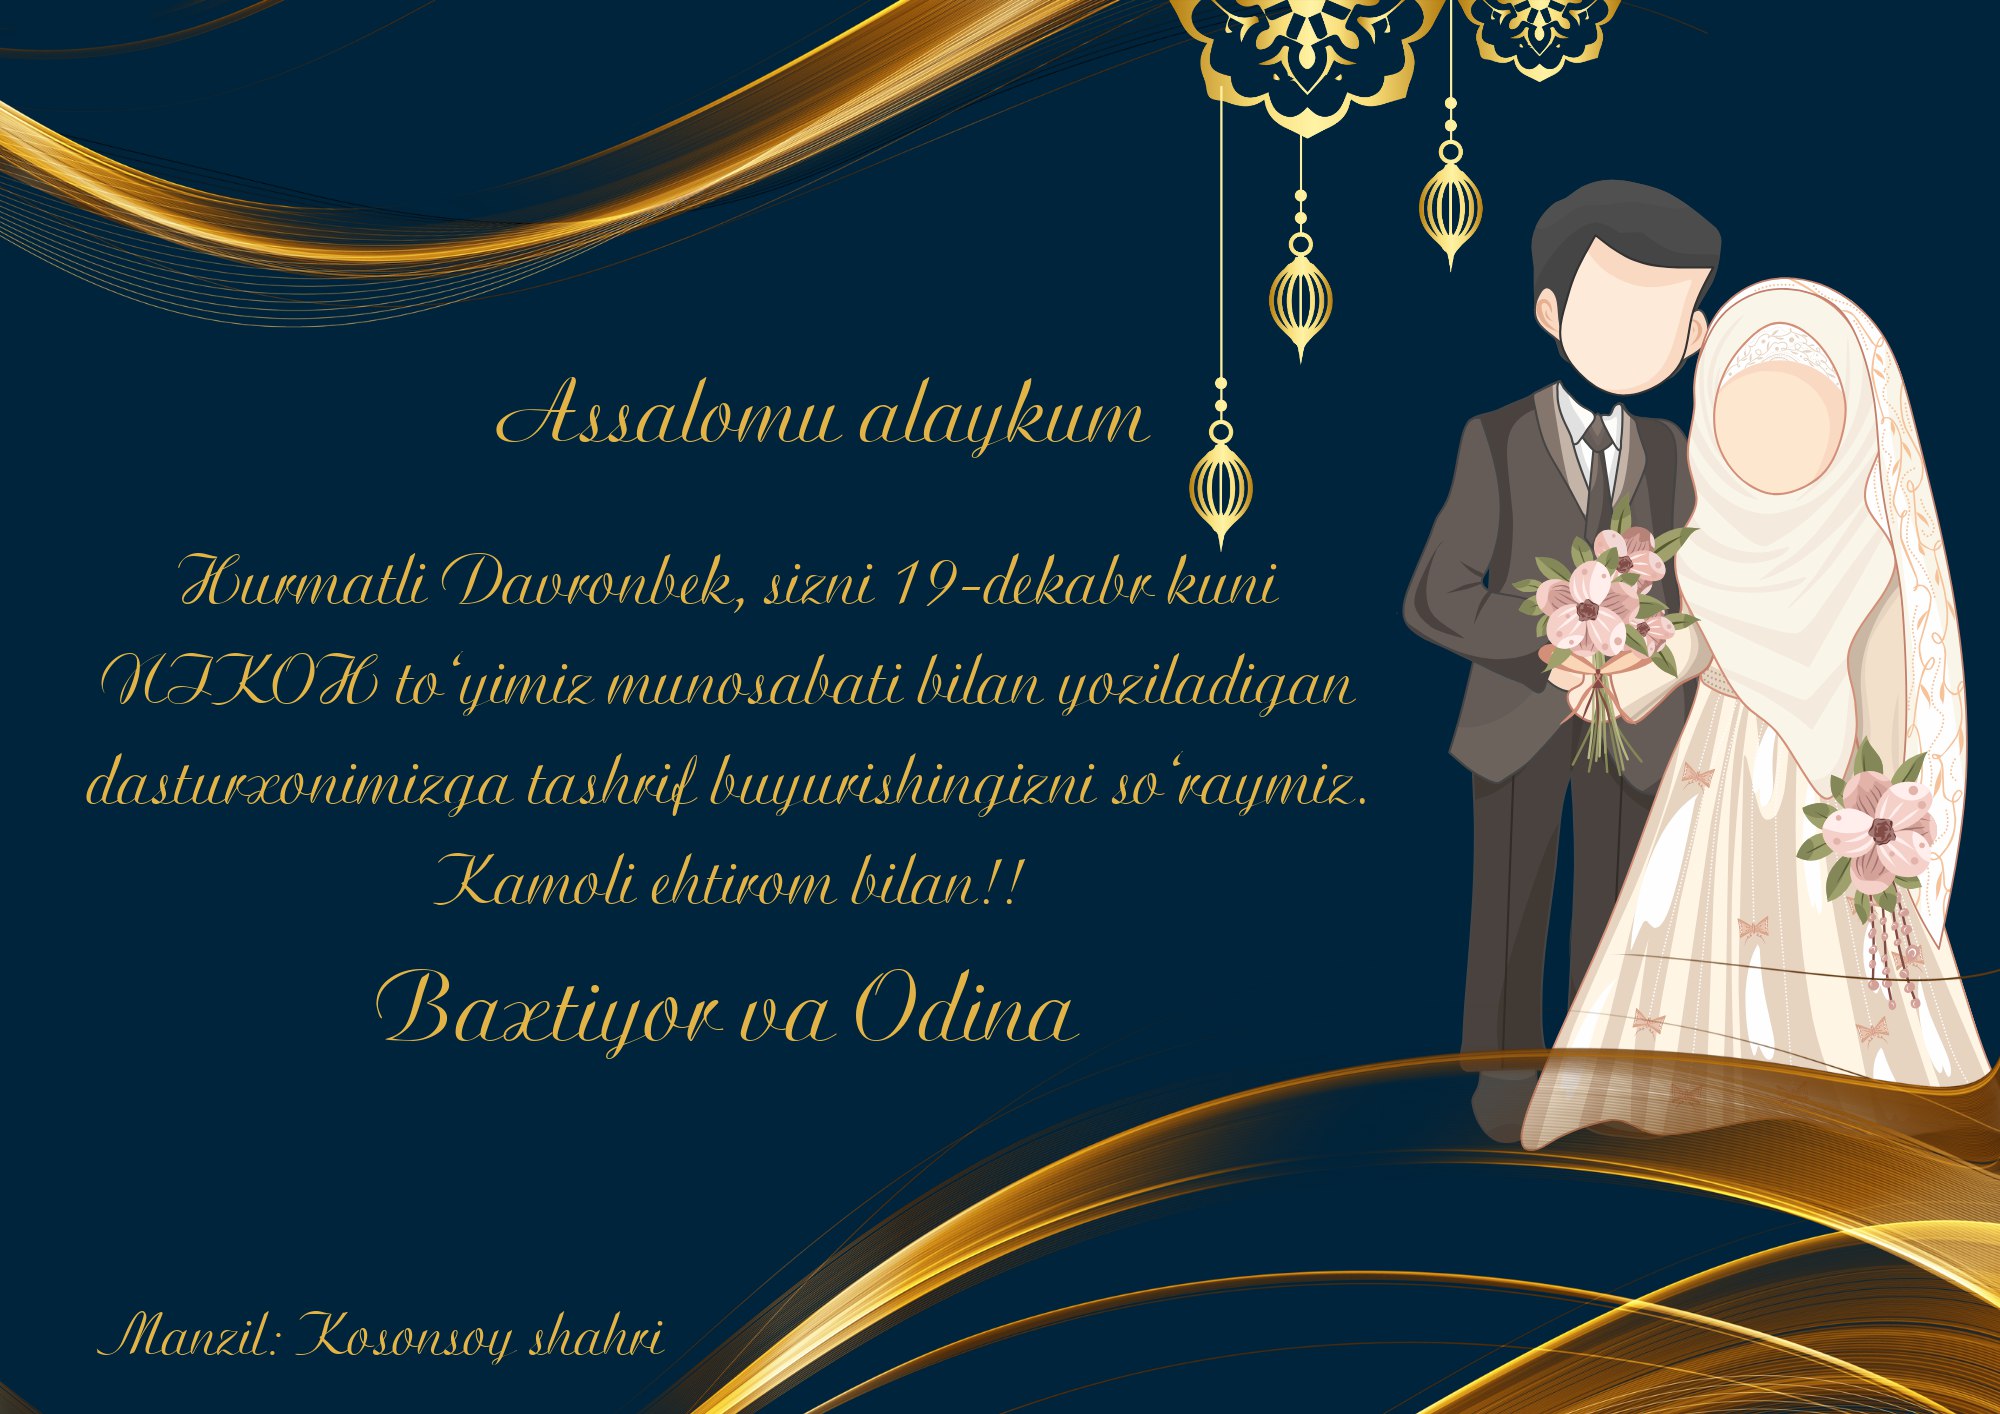 Assalomu alaykum
Hurmatli Davronbek, sizni 19-dekabr kuni
NIKOH to‘yimiz munosabati bilan yoziladigan
dasturxonimizga tashrif buyurishingizni so‘raymiz.
Kamoli ehtirom bilan!!
Baxtiyor va Odina
Manzil: Kosonsoy shahri